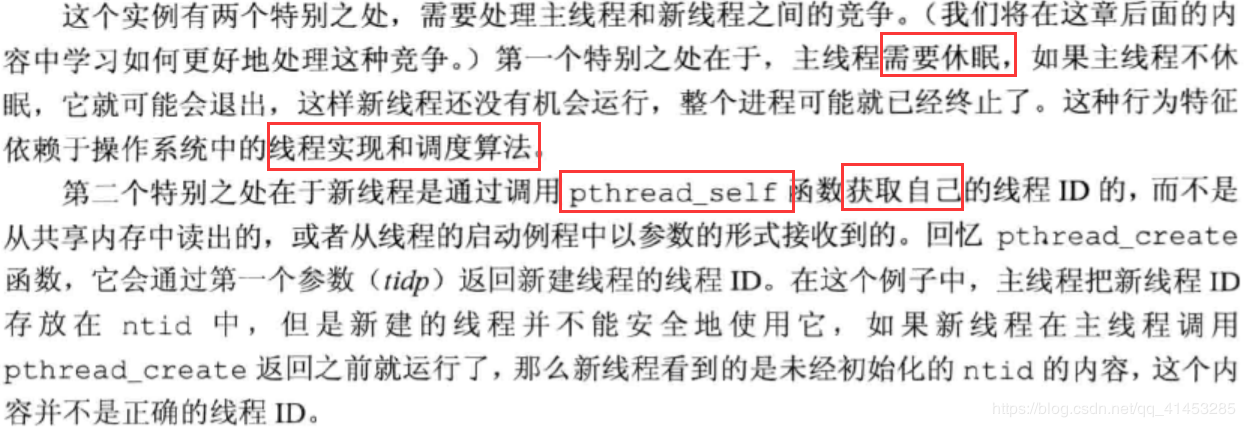 这个实例有两个特别之处，需要处理主线程和新线程之间的竞争。（我们将在这章后面的内
容中学习如何更好地处理这种竞争。）第一个特别之处在于，主线程需要休眠，如果主线程不休
眠，它就可能会退出，这样新线程还没有机会运行，整个进程可能就已经终止了。这种行为特征
依赖于操作系统中的线程实现和调度算法。
第二个特别之处在于新线程是通过调用 pthread_self 函数获取自己的线程 ID 的，而不是
从共享内存中读出的，或者从线程的启动例程中以参数的形式接收到的。回忆 pthread_create
函数，它会通过第一个参数（tidp）返回新建线程的线程 ID。在这个例子中，主线程把新线程 ID
存放在 ntid 中，但是新建的线程并不能安全地使用它，如果新线程在主线程调用
pthread_create 返回之前就运行了，那么新线程看到的是未经初始化的 ntid 的内容，这个内
容并不是正确的线程 ID。
https://blog.csdn.net/qq_41453285